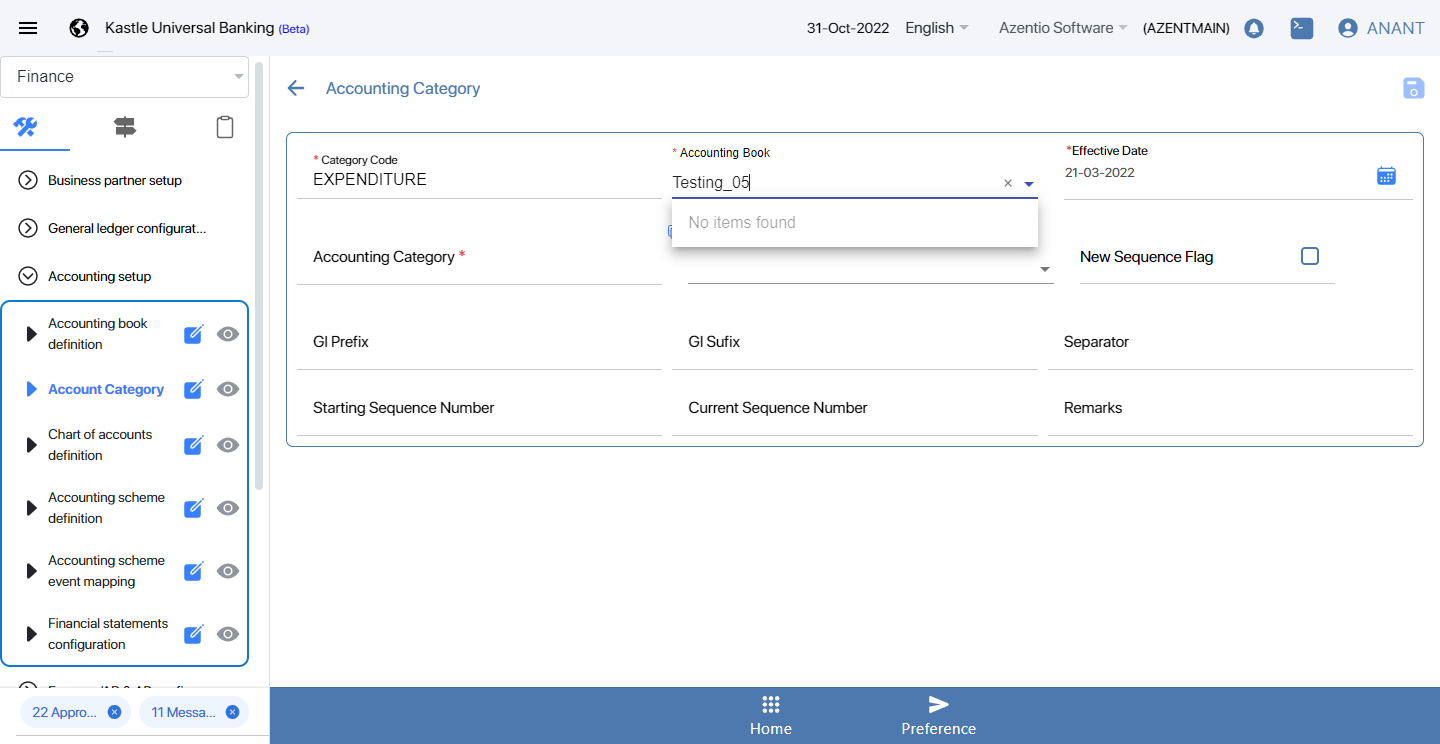 Kastle Universal Banking (Beta)
31-Oct-2022
English
Azentio Software
(AZENTMAIN)
ANANT
Finance
Business partner setup
General ledger configurat...
Accounting setup
Accounting book
definition
Account Category
Chart of accounts
definition
Accounting scheme
definition
Accounting scheme
event mapping
Financial statements
configuration
22 Appro...
11 Messa...
Accounting Category
* Category Code
EXPENDITURE
* Accounting Book
Testing_05
No items found
*Effective Date
21-03-2022
Accounting Category *
New Sequence Flag
GI Prefix
GI Sufix
Separator
Starting Sequence Number
Current Sequence Number
Remarks
Home
Preference